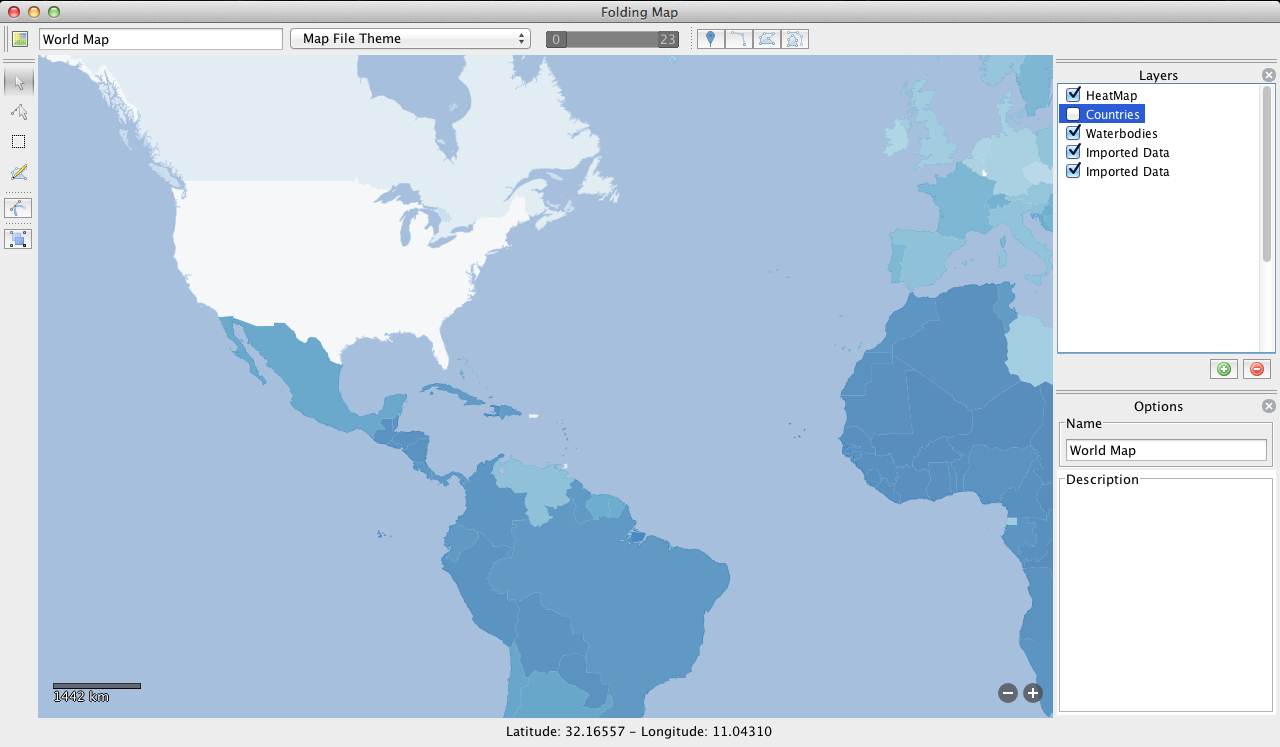 Folding Map
World Map
Map File Theme
0 23
Layers
HeatMap
Countries
Waterbodies
Imported Data
Imported Data
Options
Name
World Map
Description
1442 km
Latitude: 32.16557 – Longitude: 11.04310